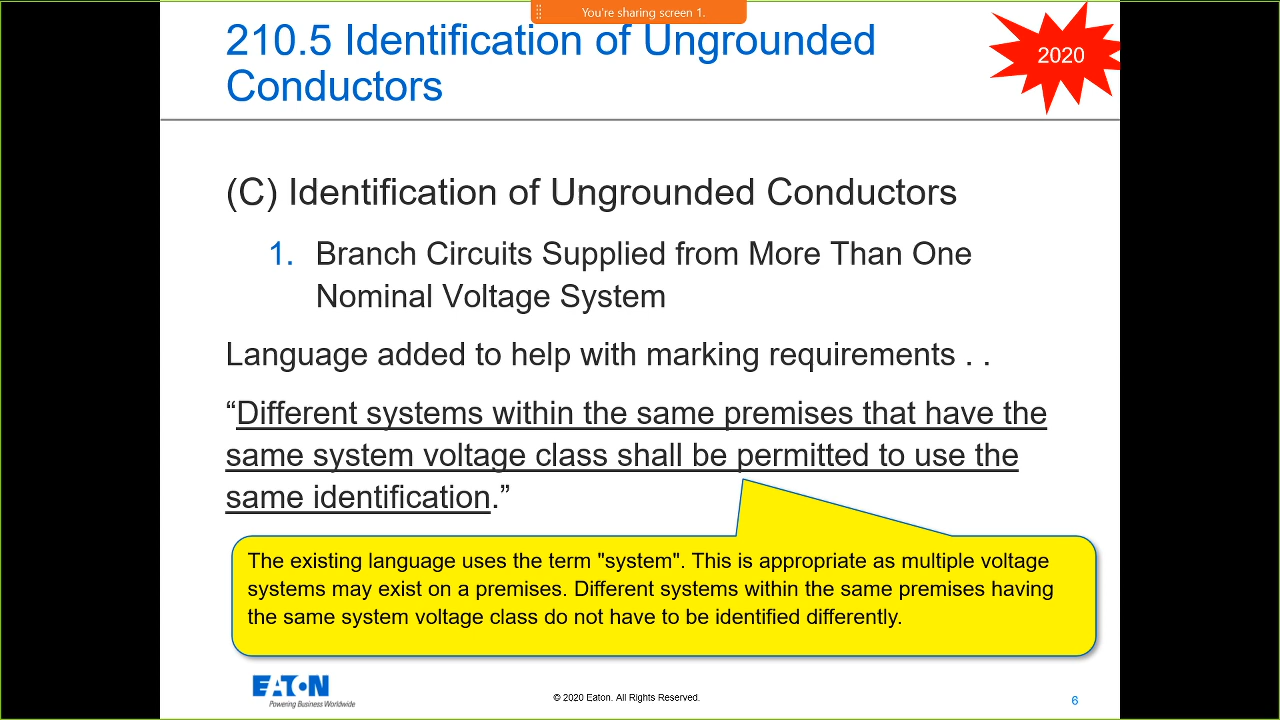 You're sharing screen 1.
210.5 Identification of Ungrounded
Conductors
2020
(C) Identification of Ungrounded Conductors
1. Branch Circuits Supplied from More Than One
Nominal Voltage System
Language added to help with marking requirements . .
“Different systems within the same premises that have the
same system voltage class shall be permitted to use the
same identification.”
The existing language uses the term "system". This is appropriate as multiple voltage
systems may exist on a premises. Different systems within the same premises having
the same system voltage class do not have to be identified differently.
EATON
Powering Business Worldwide
© 2020 Eaton. All Rights Reserved.
6